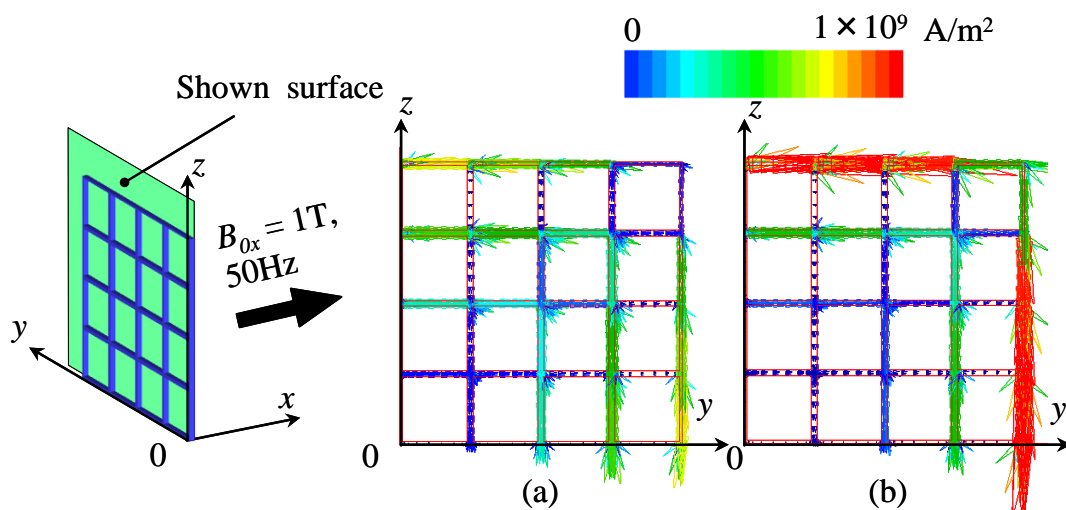 0 1×10⁹ A/m²
Shown surface
z
B₀ₓ = 1T,
50Hz
y
x
0
z
y
0
(a)
z
y
0
(b)